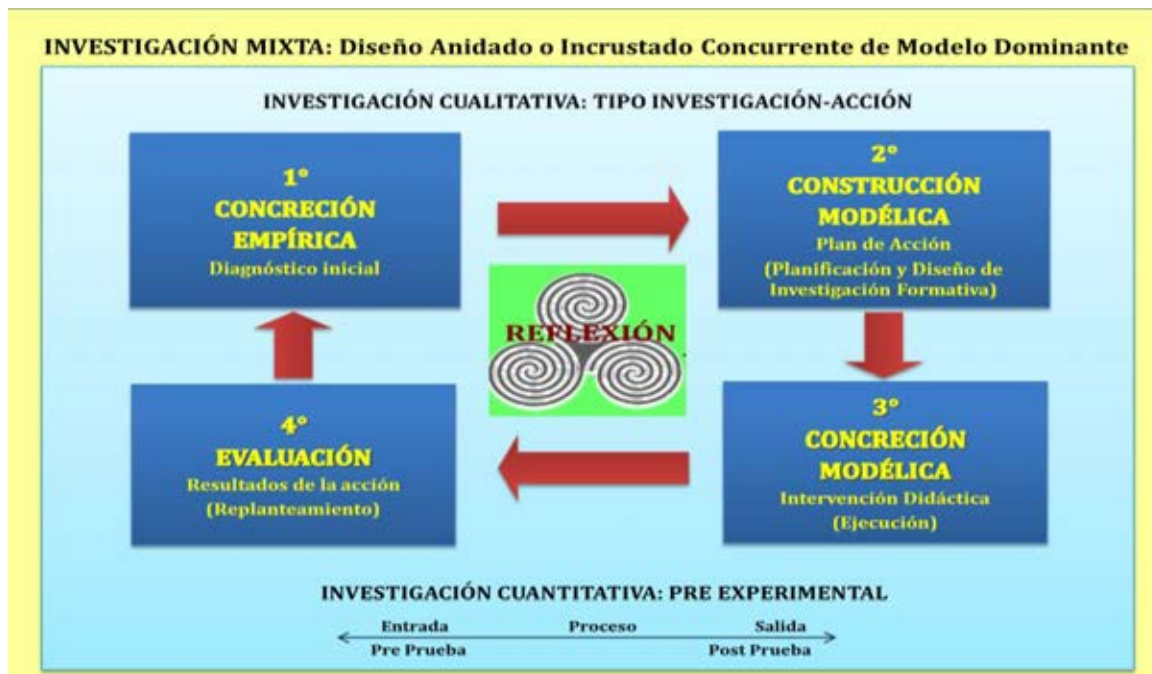 INVESTIGACIÓN MIXTA: Diseño Anidado o Incrustado Concurrente de Modelo Dominante
INVESTIGACIÓN CUALITATIVA: TIPO INVESTIGACIÓN-ACCIÓN
1°
CONCRECIÓN
EMPÍRICA
Diagnóstico inicial
2°
CONSTRUCCIÓN
MODÉLICA
Plan de Acción
(Planificación y Diseño de
Investigación Formativa)
REFLEXIÓN
4°
EVALUACIÓN
Resultados de la acción
(Replanteamiento)
3°
CONCRECIÓN
MODÉLICA
Intervención Didáctica
(Ejecución)
INVESTIGACIÓN CUANTITATIVA: PRE EXPERIMENTAL
Entrada Proceso Salida
Pre Prueba Post Prueba